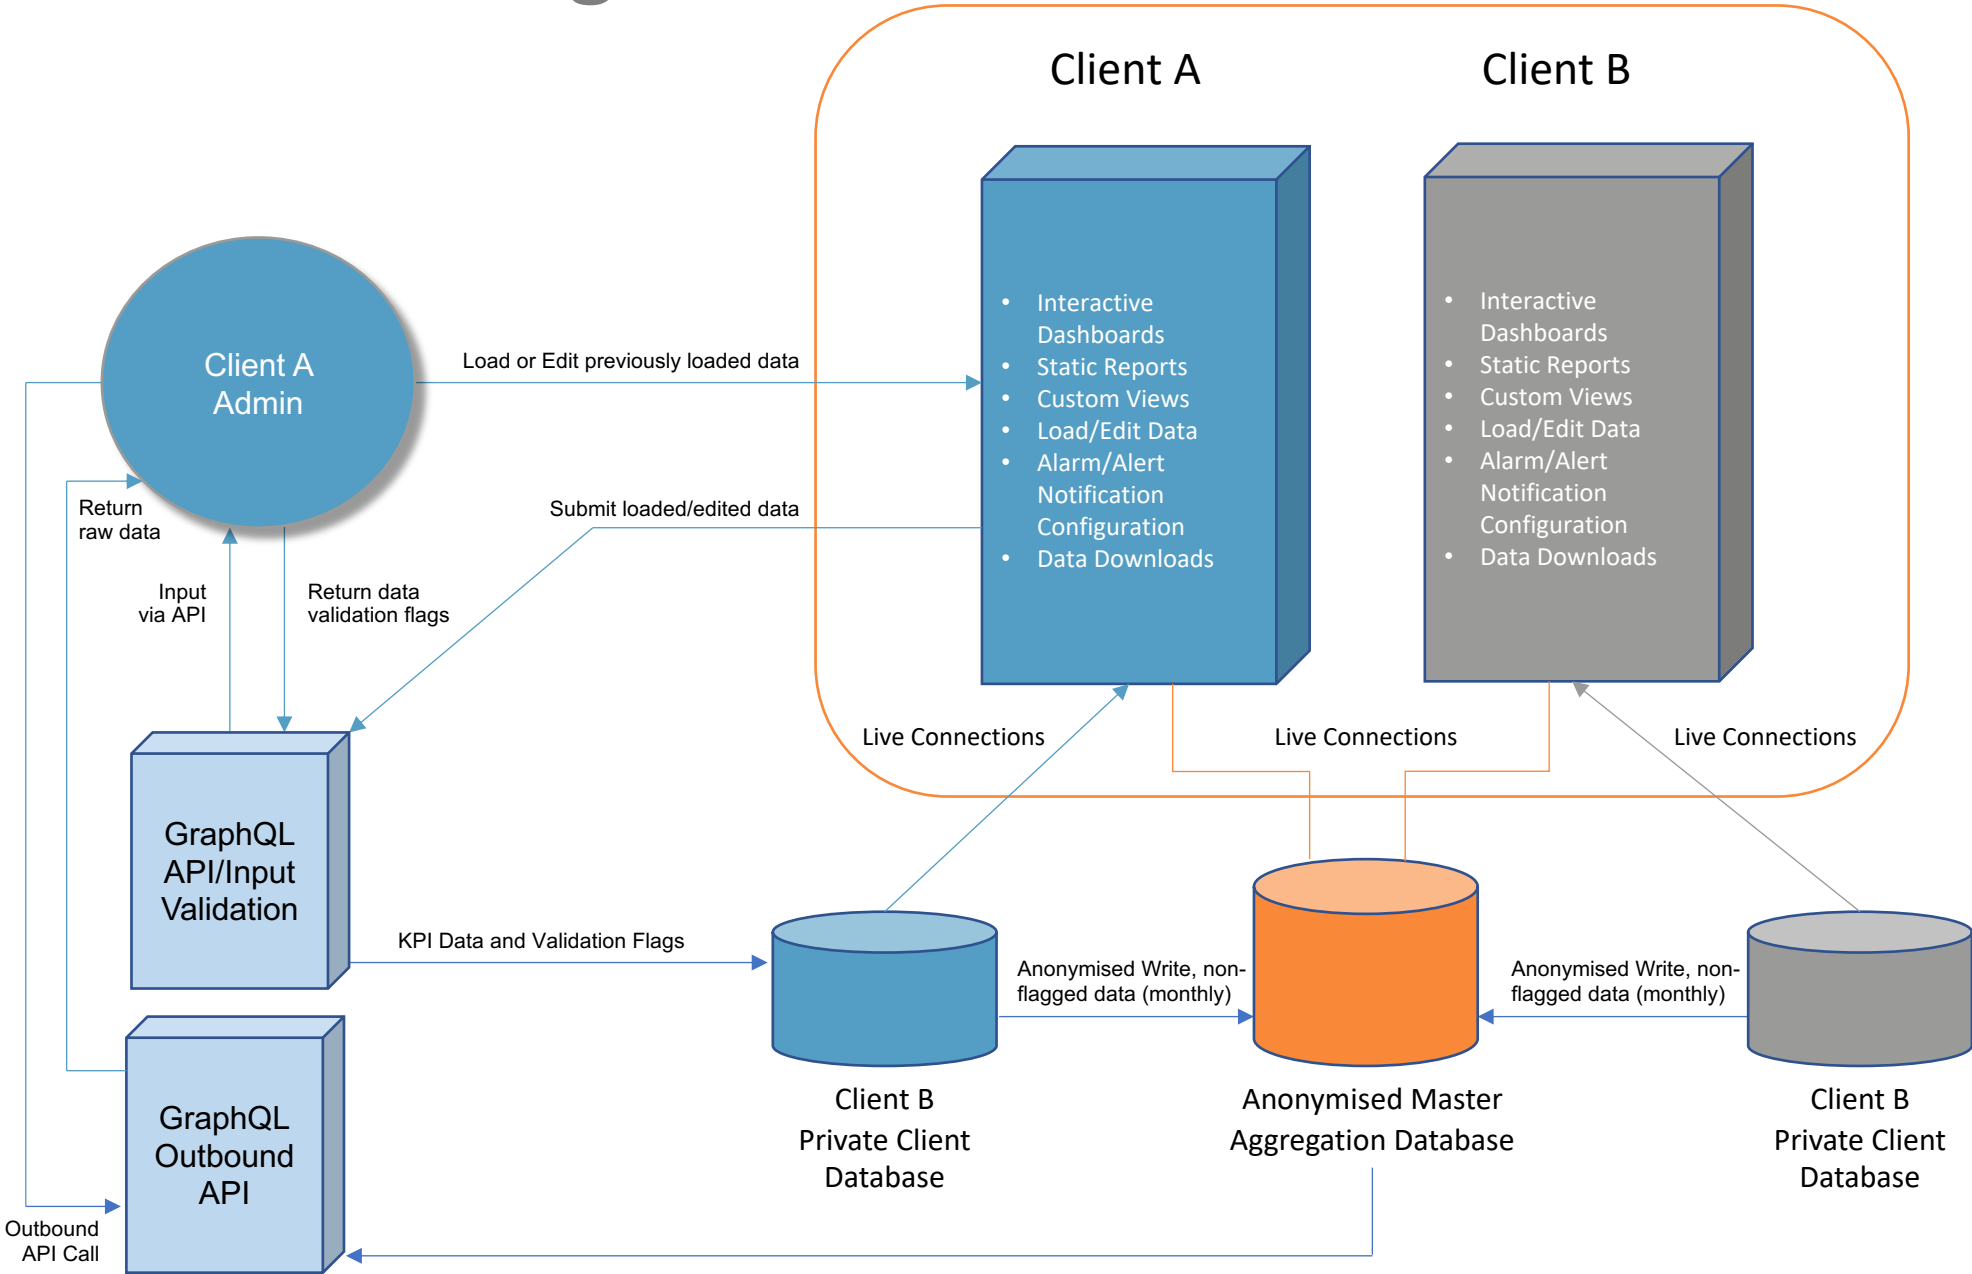 Client A
Client B
• Interactive
Dashboards
• Static Reports
• Custom Views
• Load/Edit Data
• Alarm/Alert
Notification
Configuration
• Data Downloads
• Interactive
Dashboards
• Static Reports
• Custom Views
• Load/Edit Data
• Alarm/Alert
Notification
Configuration
• Data Downloads
Client A
Admin
Load or Edit previously loaded data
Return
raw data
Submit loaded/edited data
Input
via API
Return data
validation flags
Live Connections
Live Connections
Live Connections
GraphQL
API/Input
Validation
KPI Data and Validation Flags
Anonymised Write, non-
flagged data (monthly)
Anonymised Write, non-
flagged data (monthly)
GraphQL
Outbound
API
Client B
Private Client
Database
Anonymised Master
Aggregation Database
Client B
Private Client
Database
Outbound
API Call